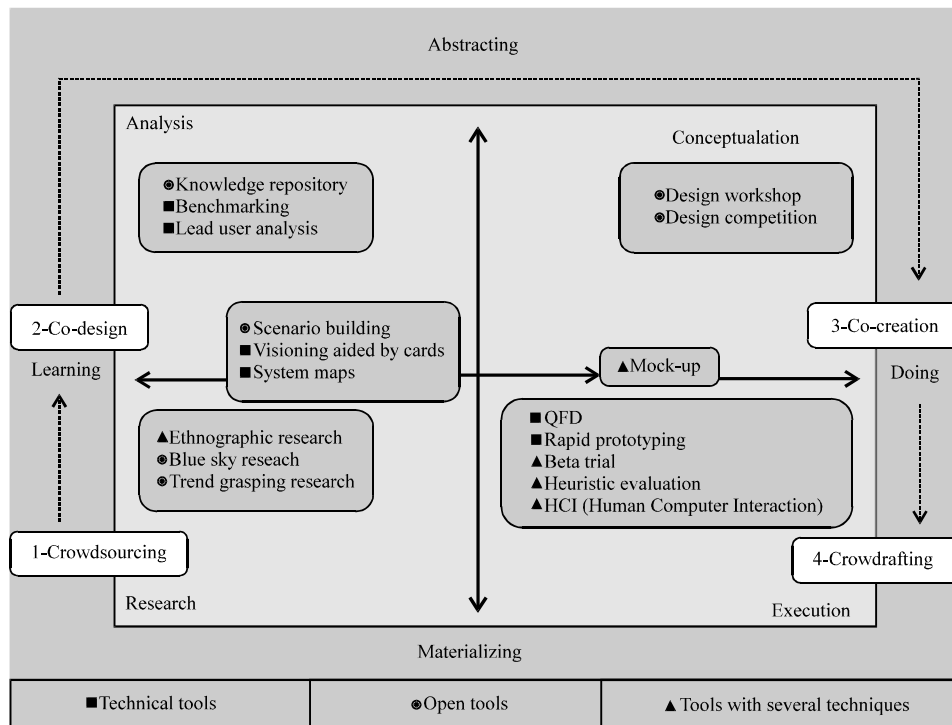 Abstracting
Analysis
Conceptualation
◉Knowledge repository
■Benchmarking
■Lead user analysis
◉Design workshop
◉Design competition
2-Co-design
3-Co-creation
◉Scenario building
■Visioning aided by cards
■System maps
▲Mock-up
Learning
Doing
▲Ethnographic research
◉Blue sky reseach
◉Trend grasping research
■QFD
■Rapid prototyping
▲Beta trial
▲Heuristic evaluation
▲HCI (Human Computer Interaction)
1-Crowdsourcing
4-Crowdrafting
Research
Execution
Materializing
■Technical tools
◉Open tools
▲Tools with several techniques